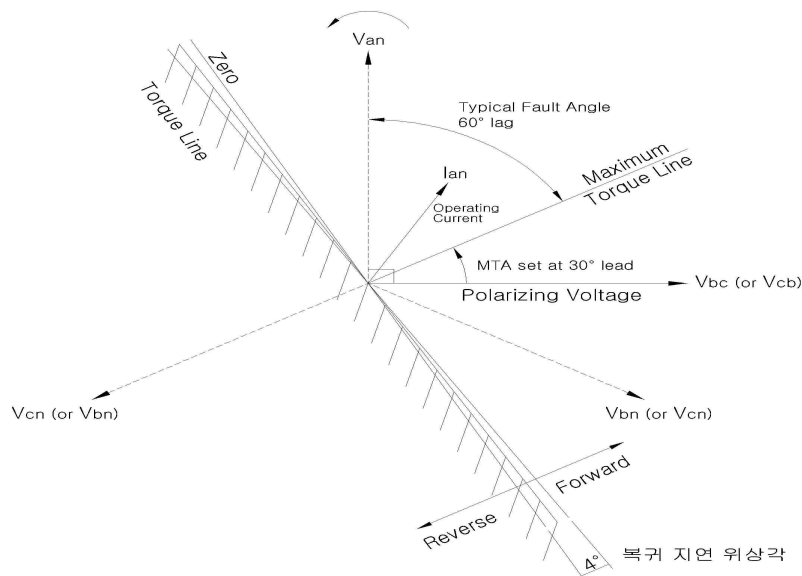 Van
Zero
Torque Line
Typical Fault Angle
60° lag
Ian
Operating
Current
Maximum
Torque Line
MTA set at 30° lead
Polarizing Voltage
Vbc (or Vcb)
Vcn (or Vbn)
Vbn (or Vcn)
Forward
Reverse
4°
복귀 지연 위상각